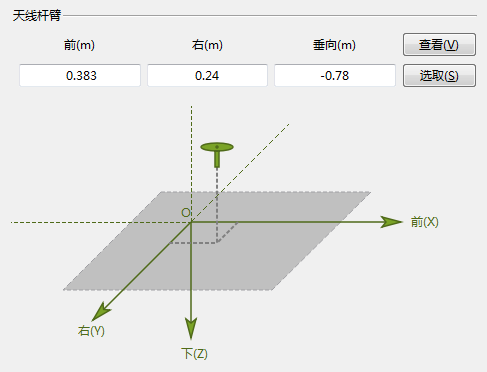 天线杆臂
前(m) 右(m) 垂向(m) 查看(V)
0.383 0.24 -0.78 选取(S)
O
前(X)
右(Y)
下(Z)